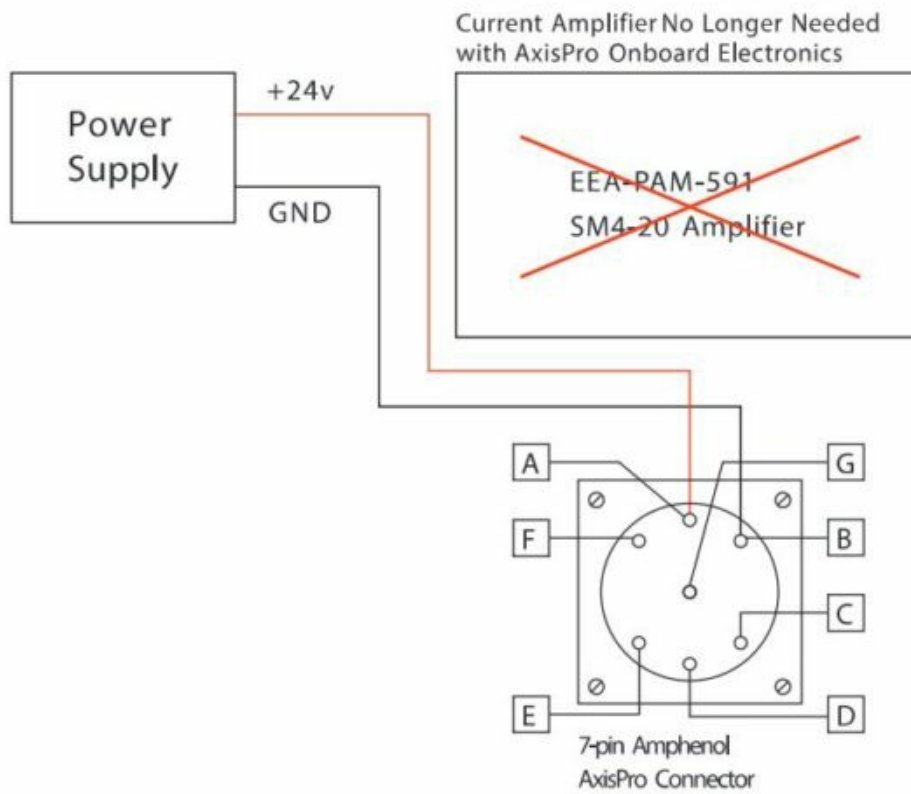 Current Amplifier No Longer Needed
with AxisPro Onboard Electronics
Power
Supply
+24v
GND
EEA-PAM-591
SM4-20 Amplifier
A
G
F
B
C
E
D
7-pin Amphenol
AxisPro Connector